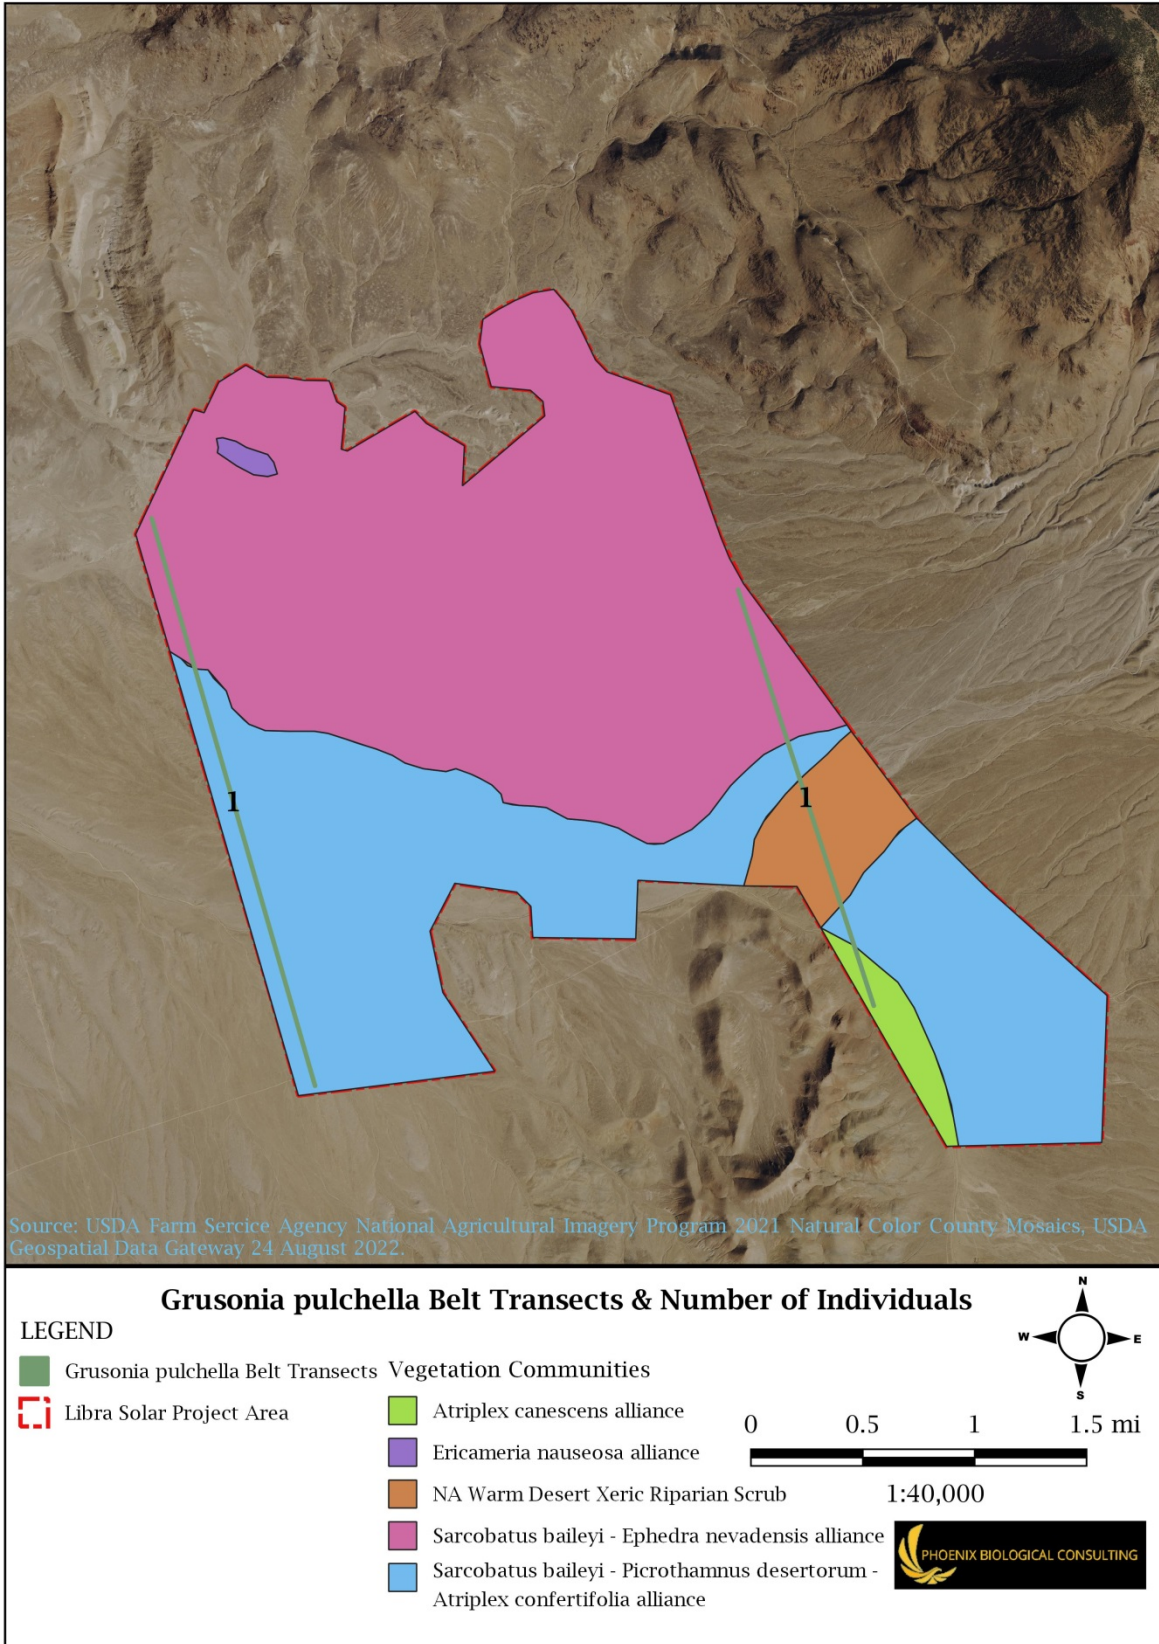 1
1
Source: USDA Farm Sercice Agency National Agricultural Imagery Program 2021 Natural Color County Mosaics, USDA
Geospatial Data Gateway 24 August 2022.
Grusonia pulchella Belt Transects & Number of Individuals
LEGEND
Grusonia pulchella Belt Transects
Libra Solar Project Area
Vegetation Communities
Atriplex canescens alliance
Ericameria nauseosa alliance
NA Warm Desert Xeric Riparian Scrub
Sarcobatus baileyi - Ephedra nevadensis alliance
Sarcobatus baileyi - Picrothamnus desertorum -
Atriplex confertifolia alliance
N
W E
S
0 0.5 1 1.5 mi
1:40,000
PHOENIX BIOLOGICAL CONSULTING